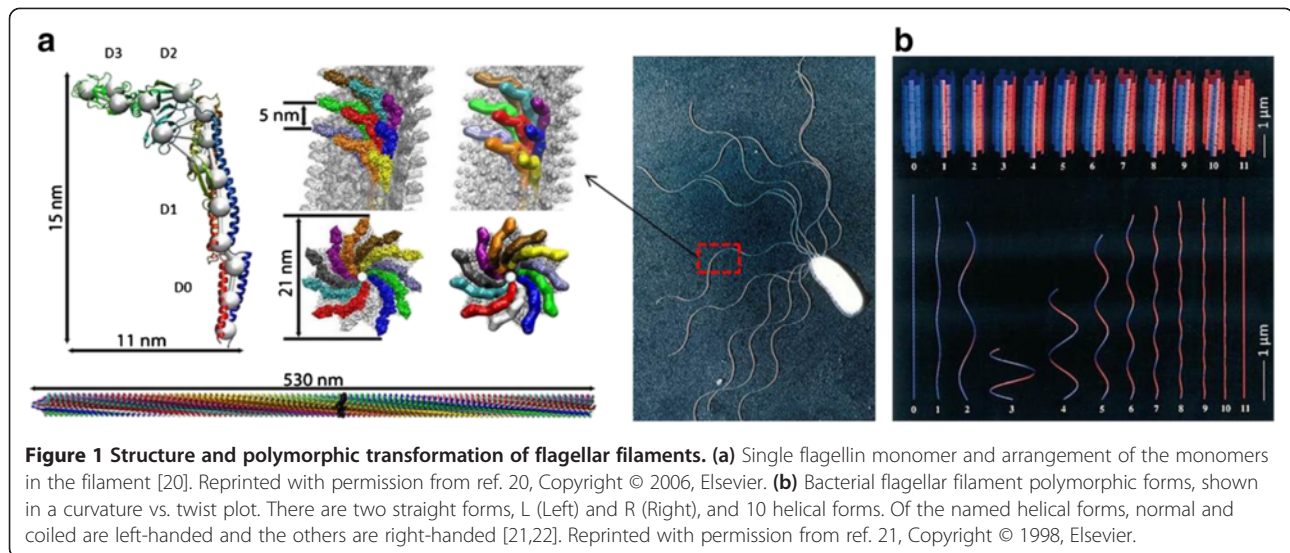 a
D3 D2
15 nm
D1
D0
11 nm
5 nm
21 nm
530 nm
b
0 1 2 3 4 5 6 7 8 9 10 11
1 μm
0 1 2 3 4 5 6 7 8 9 10 11
1 μm
Figure 1 Structure and polymorphic transformation of flagellar filaments. (a) Single flagellin monomer and arrangement of the monomers
in the filament [20]. Reprinted with permission from ref. 20, Copyright © 2006, Elsevier. (b) Bacterial flagellar filament polymorphic forms, shown
in a curvature vs. twist plot. There are two straight forms, L (Left) and R (Right), and 10 helical forms. Of the named helical forms, normal and
coiled are left-handed and the others are right-handed [21,22]. Reprinted with permission from ref. 21, Copyright © 1998, Elsevier.